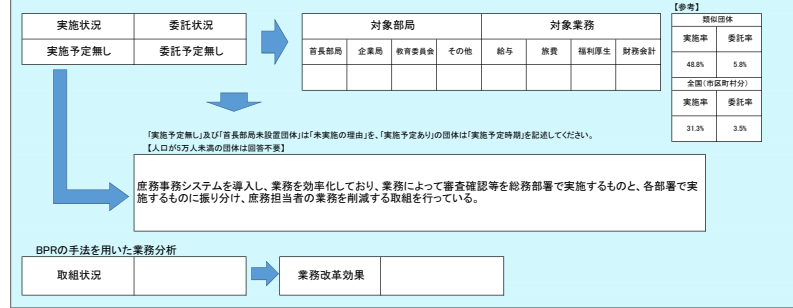 【参考】
実施状況 委託状況
実施予定無し 委託予定無し
対象部局 対象業務
首長部局 企業局 教育委員会 その他 給与 旅費 福利厚生 財務会計
類似団体
実施率 委託率
48.8% 5.8%
全国(市区町村分)
実施率 委託率
31.3% 3.5%
「実施予定無し」及び「首長部局未設置団体」は「未実施の理由」を、「実施予定あり」の団体は「実施予定時期」を記述してください。
【人口が5万人未満の団体は回答不要】
庶務事務システムを導入し、業務を効率化しており、業務によって審査確認等を総務部署で実施するものと、各部署で実
施するものに振り分け、庶務担当者の業務を削減する取組を行っている。
BPRの手法を用いた業務分析
取組状況 業務改革効果